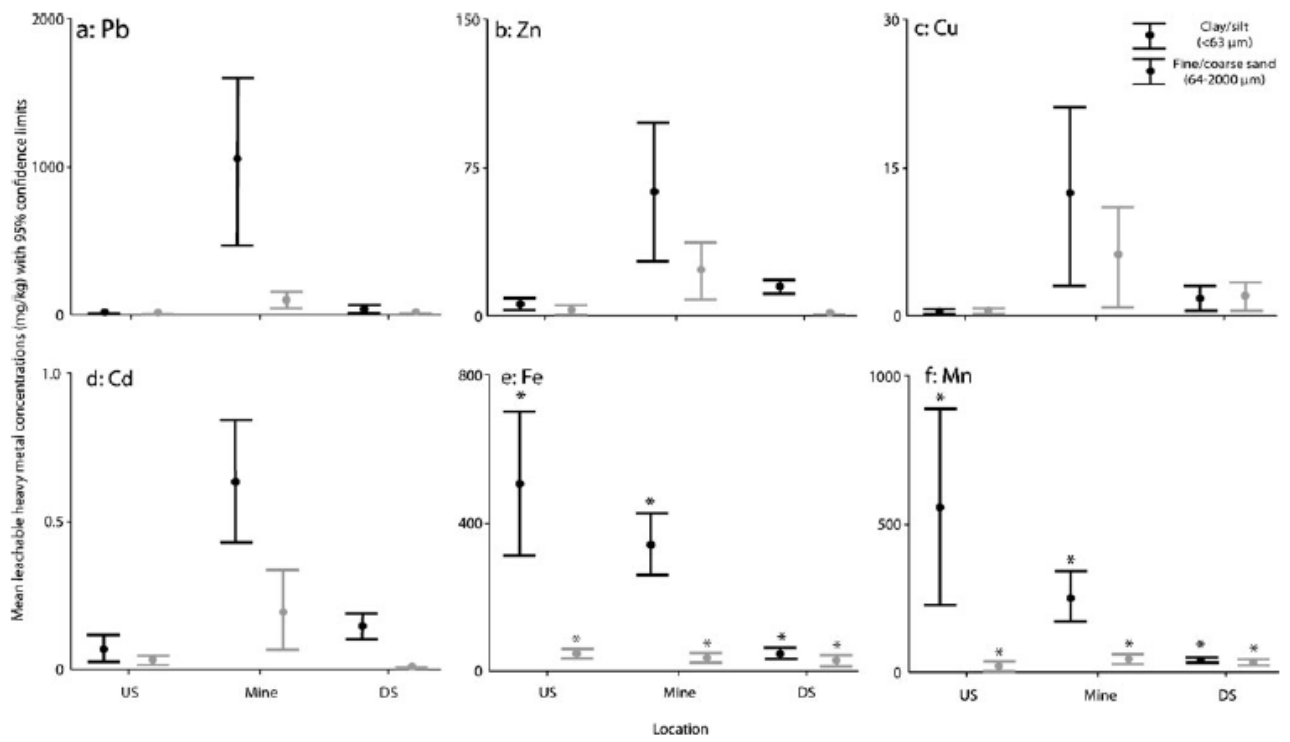 2000
1000
0
a: Pb
150
75
0
b: Zn
30
15
0
c: Cu
Clay/silt
(<63 µm)
Fine/coarse sand
(64-2000 µm)
Mean leachable heavy metal concentrations (mg/kg) with 95% confidence limits
1.0
0.5
0
d: Cd
US Mine DS
800
400
0
e: Fe
*
*
*
*
*
*
US Mine DS
1000
500
0
f: Mn
*
*
*
*
*
*
US Mine DS
Location